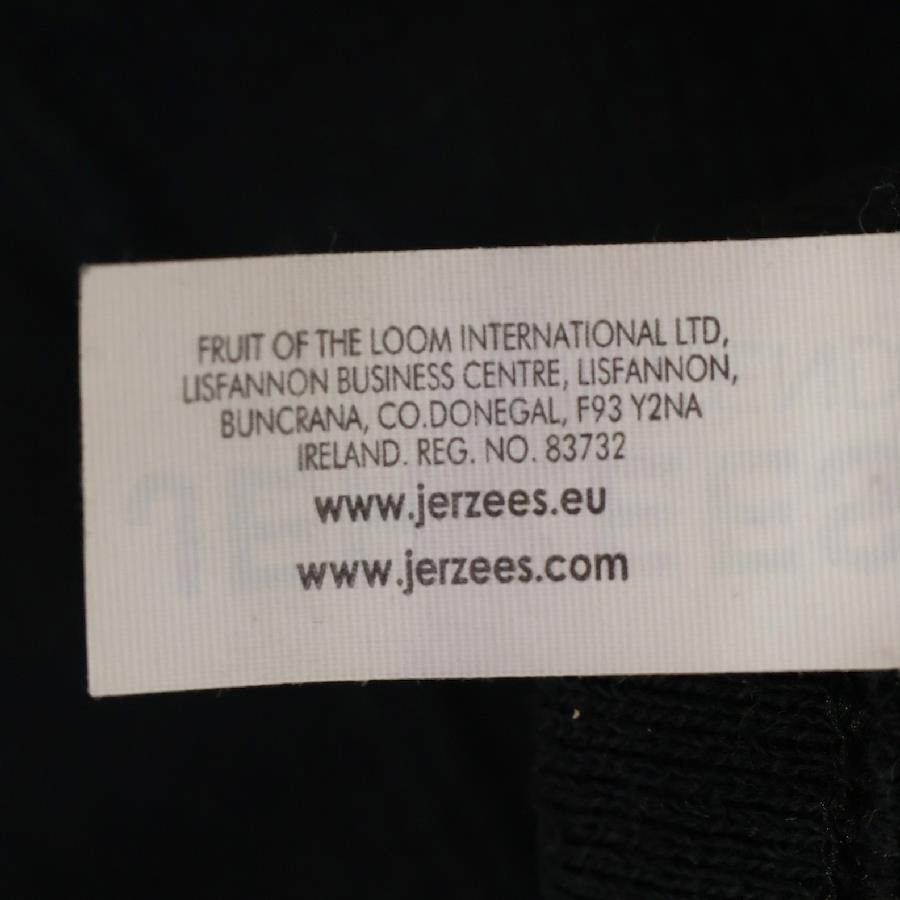 FRUIT OF THE LOOM INTERNATIONAL LTD,
LISFANNON BUSINESS CENTRE, LISFANNON,
BUNCRANA, CO.DONEGAL, F93 Y2NA
IRELAND. REG. NO. 83732
www.jerzees.eu
www.jerzees.com